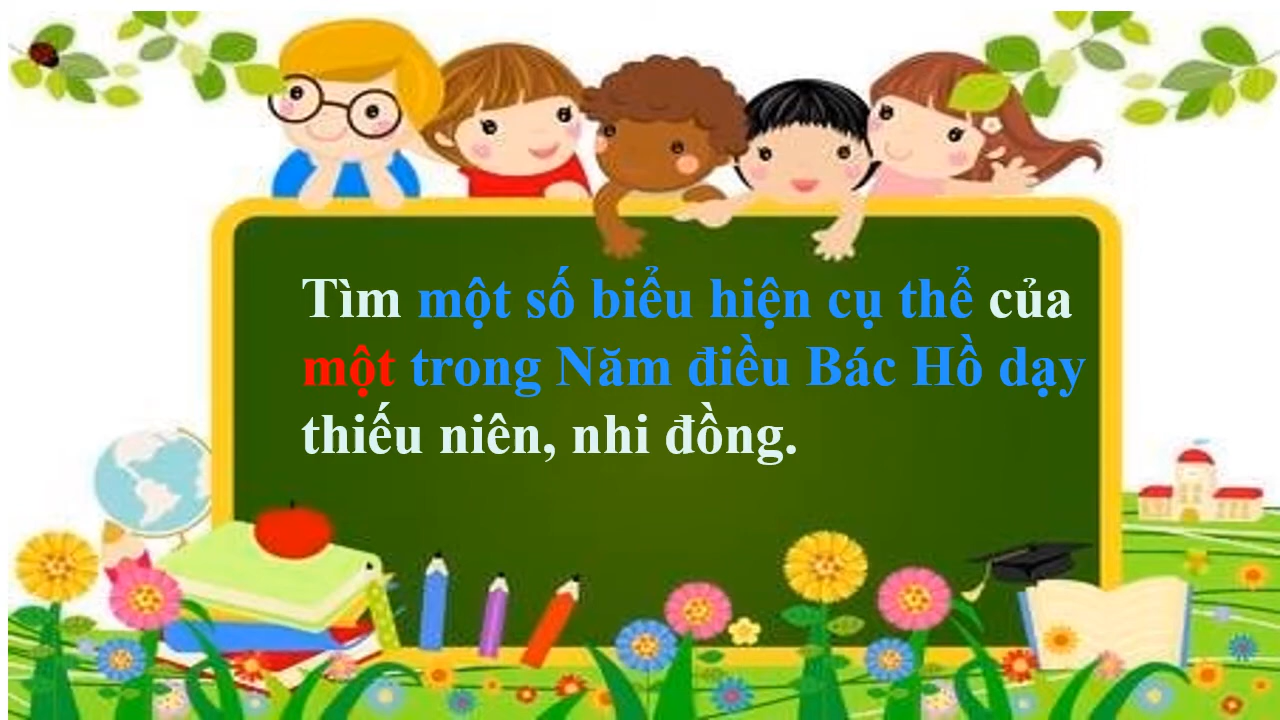 Tìm một số biểu hiện cụ thể của
một trong Năm điều Bác Hồ dạy
thiếu niên, nhi đồng.